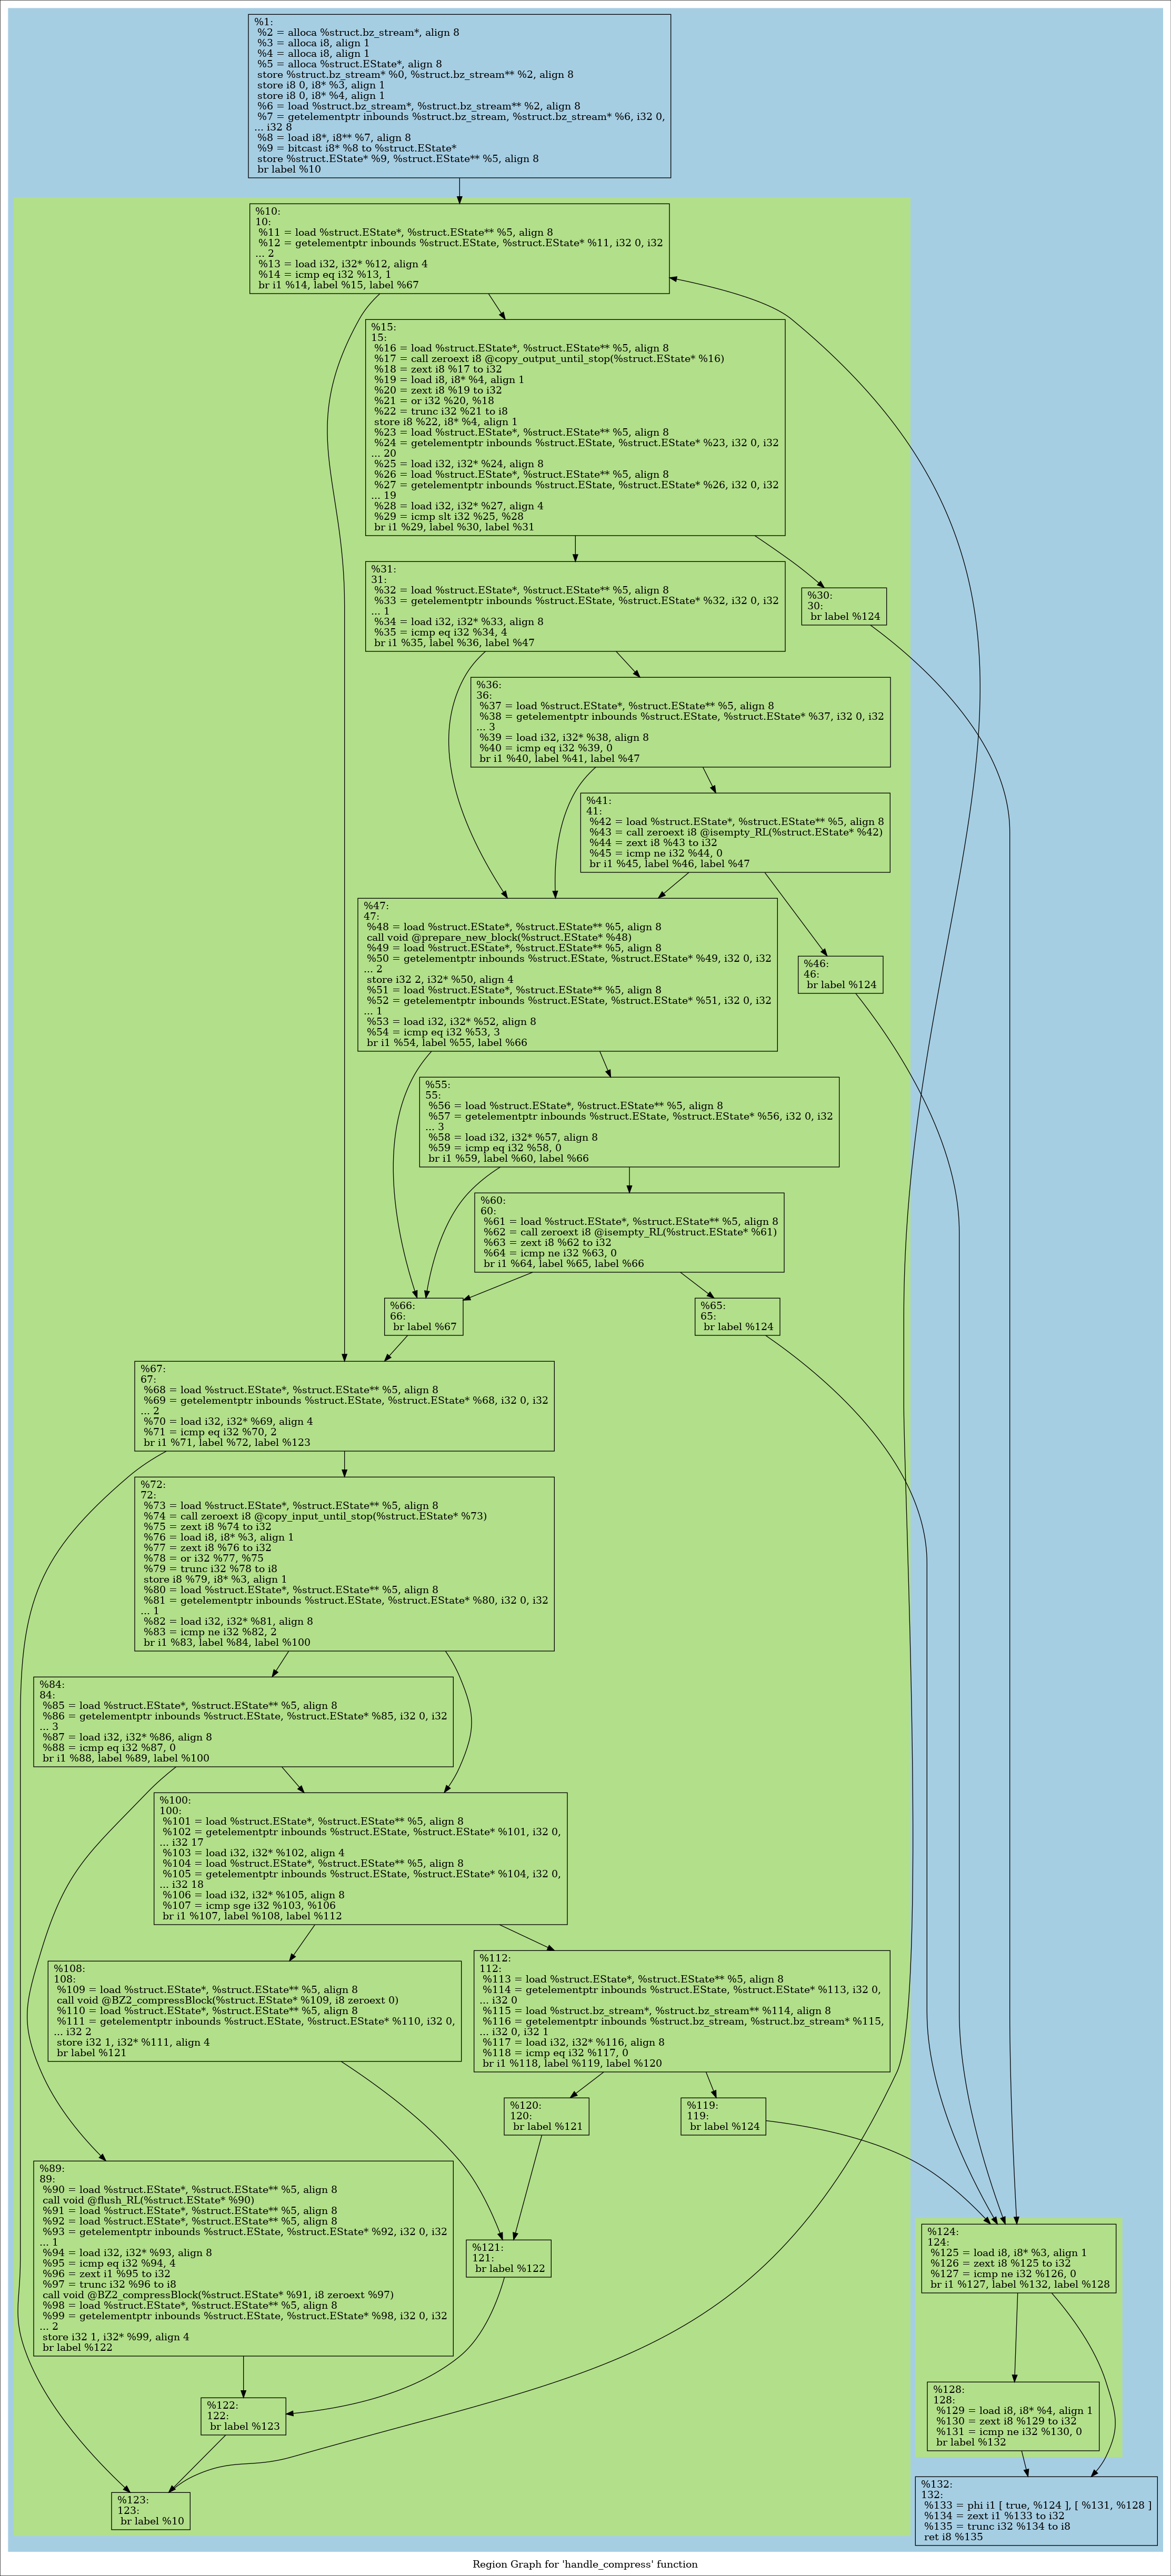 %1:
%2 = alloca %struct.bz_stream*, align 8
%3 = alloca i8, align 1
%4 = alloca i8, align 1
%5 = alloca %struct.EState*, align 8
store %struct.bz_stream* %0, %struct.bz_stream** %2, align 8
store i8 0, i8* %3, align 1
store i8 0, i8* %4, align 1
%6 = load %struct.bz_stream*, %struct.bz_stream** %2, align 8
%7 = getelementptr inbounds %struct.bz_stream, %struct.bz_stream* %6, i32 0,
... i32 8
%8 = load i8*, i8** %7, align 8
%9 = bitcast i8* %8 to %struct.EState*
store %struct.EState* %9, %struct.EState** %5, align 8
br label %10
%10:
10:
%11 = load %struct.EState*, %struct.EState** %5, align 8
%12 = getelementptr inbounds %struct.EState, %struct.EState* %11, i32 0, i32
... 2
%13 = load i32, i32* %12, align 4
%14 = icmp eq i32 %13, 1
br i1 %14, label %15, label %67
%15:
15:
%16 = load %struct.EState*, %struct.EState** %5, align 8
%17 = call zeroext i8 @copy_output_until_stop(%struct.EState* %16)
%18 = zext i8 %17 to i32
%19 = load i8, i8* %4, align 1
%20 = zext i8 %19 to i32
%21 = or i32 %20, %18
%22 = trunc i32 %21 to i8
store i8 %22, i8* %4, align 1
%23 = load %struct.EState*, %struct.EState** %5, align 8
%24 = getelementptr inbounds %struct.EState, %struct.EState* %23, i32 0, i32
... 20
%25 = load i32, i32* %24, align 8
%26 = load %struct.EState*, %struct.EState** %5, align 8
%27 = getelementptr inbounds %struct.EState, %struct.EState* %26, i32 0, i32
... 19
%28 = load i32, i32* %27, align 4
%29 = icmp slt i32 %25, %28
br i1 %29, label %30, label %31
%31:
31:
%32 = load %struct.EState*, %struct.EState** %5, align 8
%33 = getelementptr inbounds %struct.EState, %struct.EState* %32, i32 0, i32
... 1
%34 = load i32, i32* %33, align 8
%35 = icmp eq i32 %34, 4
br i1 %35, label %36, label %47
%30:
30:
br label %124
%36:
36:
%37 = load %struct.EState*, %struct.EState** %5, align 8
%38 = getelementptr inbounds %struct.EState, %struct.EState* %37, i32 0, i32
... 3
%39 = load i32, i32* %38, align 8
%40 = icmp eq i32 %39, 0
br i1 %40, label %41, label %47
%41:
41:
%42 = load %struct.EState*, %struct.EState** %5, align 8
%43 = call zeroext i8 @isempty_RL(%struct.EState* %42)
%44 = zext i8 %43 to i32
%45 = icmp ne i32 %44, 0
br i1 %45, label %46, label %47
%47:
47:
%48 = load %struct.EState*, %struct.EState** %5, align 8
call void @prepare_new_block(%struct.EState* %48)
%49 = load %struct.EState*, %struct.EState** %5, align 8
%50 = getelementptr inbounds %struct.EState, %struct.EState* %49, i32 0, i32
... 2
store i32 2, i32* %50, align 4
%51 = load %struct.EState*, %struct.EState** %5, align 8
%52 = getelementptr inbounds %struct.EState, %struct.EState* %51, i32 0, i32
... 1
%53 = load i32, i32* %52, align 8
%54 = icmp eq i32 %53, 3
br i1 %54, label %55, label %66
%46:
46:
br label %124
%55:
55:
%56 = load %struct.EState*, %struct.EState** %5, align 8
%57 = getelementptr inbounds %struct.EState, %struct.EState* %56, i32 0, i32
... 3
%58 = load i32, i32* %57, align 8
%59 = icmp eq i32 %58, 0
br i1 %59, label %60, label %66
%60:
60:
%61 = load %struct.EState*, %struct.EState** %5, align 8
%62 = call zeroext i8 @isempty_RL(%struct.EState* %61)
%63 = zext i8 %62 to i32
%64 = icmp ne i32 %63, 0
br i1 %64, label %65, label %66
%66:
66:
br label %67
%65:
65:
br label %124
%67:
67:
%68 = load %struct.EState*, %struct.EState** %5, align 8
%69 = getelementptr inbounds %struct.EState, %struct.EState* %68, i32 0, i32
... 2
%70 = load i32, i32* %69, align 4
%71 = icmp eq i32 %70, 2
br i1 %71, label %72, label %123
%72:
72:
%73 = load %struct.EState*, %struct.EState** %5, align 8
%74 = call zeroext i8 @copy_input_until_stop(%struct.EState* %73)
%75 = zext i8 %74 to i32
%76 = load i8, i8* %3, align 1
%77 = zext i8 %76 to i32
%78 = or i32 %77, %75
%79 = trunc i32 %78 to i8
store i8 %79, i8* %3, align 1
%80 = load %struct.EState*, %struct.EState** %5, align 8
%81 = getelementptr inbounds %struct.EState, %struct.EState* %80, i32 0, i32
... 1
%82 = load i32, i32* %81, align 8
%83 = icmp ne i32 %82, 2
br i1 %83, label %84, label %100
%84:
84:
%85 = load %struct.EState*, %struct.EState** %5, align 8
%86 = getelementptr inbounds %struct.EState, %struct.EState* %85, i32 0, i32
... 3
%87 = load i32, i32* %86, align 8
%88 = icmp eq i32 %87, 0
br i1 %88, label %89, label %100
%100:
100:
%101 = load %struct.EState*, %struct.EState** %5, align 8
%102 = getelementptr inbounds %struct.EState, %struct.EState* %101, i32 0,
... i32 17
%103 = load i32, i32* %102, align 4
%104 = load %struct.EState*, %struct.EState** %5, align 8
%105 = getelementptr inbounds %struct.EState, %struct.EState* %104, i32 0,
... i32 18
%106 = load i32, i32* %105, align 8
%107 = icmp sge i32 %103, %106
br i1 %107, label %108, label %112
%108:
108:
%109 = load %struct.EState*, %struct.EState** %5, align 8
call void @BZ2_compressBlock(%struct.EState* %109, i8 zeroext 0)
%110 = load %struct.EState*, %struct.EState** %5, align 8
%111 = getelementptr inbounds %struct.EState, %struct.EState* %110, i32 0,
... i32 2
store i32 1, i32* %111, align 4
br label %121
%112:
112:
%113 = load %struct.EState*, %struct.EState** %5, align 8
%114 = getelementptr inbounds %struct.EState, %struct.EState* %113, i32 0,
... i32 0
%115 = load %struct.bz_stream*, %struct.bz_stream** %114, align 8
%116 = getelementptr inbounds %struct.bz_stream, %struct.bz_stream* %115,
... i32 0, i32 1
%117 = load i32, i32* %116, align 8
%118 = icmp eq i32 %117, 0
br i1 %118, label %119, label %120
%120:
120:
br label %121
%119:
119:
br label %124
%89:
89:
%90 = load %struct.EState*, %struct.EState** %5, align 8
call void @flush_RL(%struct.EState* %90)
%91 = load %struct.EState*, %struct.EState** %5, align 8
%92 = load %struct.EState*, %struct.EState** %5, align 8
%93 = getelementptr inbounds %struct.EState, %struct.EState* %92, i32 0, i32
... 1
%94 = load i32, i32* %93, align 8
%95 = icmp eq i32 %94, 4
%96 = zext i1 %95 to i32
%97 = trunc i32 %96 to i8
call void @BZ2_compressBlock(%struct.EState* %91, i8 zeroext %97)
%98 = load %struct.EState*, %struct.EState** %5, align 8
%99 = getelementptr inbounds %struct.EState, %struct.EState* %98, i32 0, i32
... 2
store i32 1, i32* %99, align 4
br label %122
%121:
121:
br label %122
%124:
124:
%125 = load i8, i8* %3, align 1
%126 = zext i8 %125 to i32
%127 = icmp ne i32 %126, 0
br i1 %127, label %132, label %128
%128:
128:
%129 = load i8, i8* %4, align 1
%130 = zext i8 %129 to i32
%131 = icmp ne i32 %130, 0
br label %132
%122:
122:
br label %123
%123:
123:
br label %10
%132:
132:
%133 = phi i1 [ true, %124 ], [ %131, %128 ]
%134 = zext i1 %133 to i32
%135 = trunc i32 %134 to i8
ret i8 %135
Region Graph for 'handle_compress' function